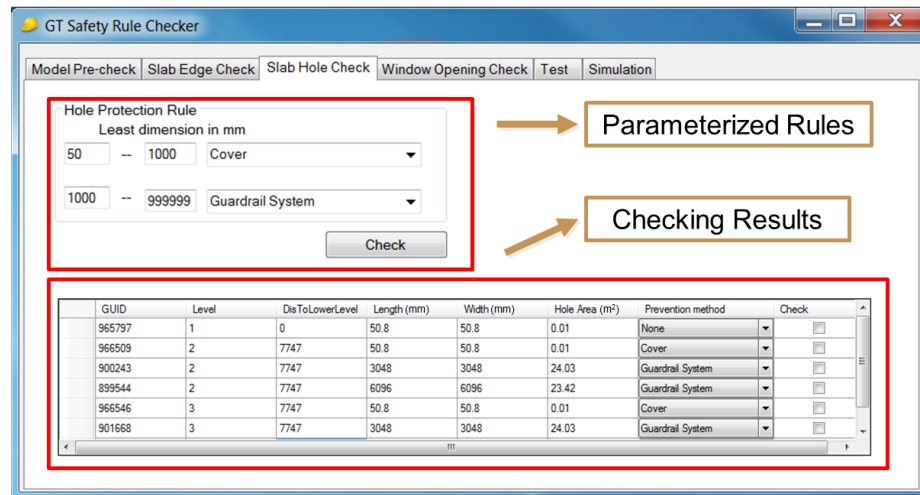 GT Safety Rule Checker
Model Pre-check Slab Edge Check Slab Hole Check Window Opening Check Test Simulation
Hole Protection Rule
Least dimension in mm
50 -- 1000 Cover
1000 -- 999999 Guardrail System
Check
Parameterized Rules
Checking Results
GUID Level DisToLowerLevel Length (mm) Width (mm) Hole Area (m²) Prevention method Check
965797 1 0 50.8 50.8 0.01 None
966509 2 7747 50.8 50.8 0.01 Cover
900243 2 7747 3048 3048 24.03 Guardrail System
899544 2 7747 6096 6096 23.42 Guardrail System
966546 3 7747 50.8 50.8 0.01 Cover
901668 3 7747 3048 3048 24.03 Guardrail System